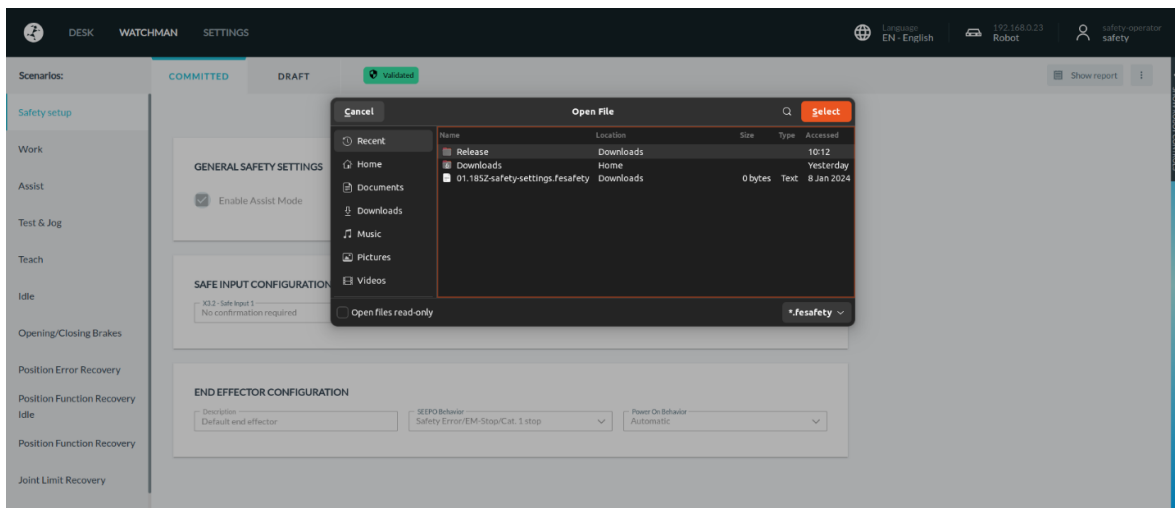 DESK WATCHMAN SETTINGS
Language
EN - English
192.168.0.23
Robot
safety-operator
safety
Scenarios:
COMMITTED DRAFT Validated Show report
Safety setup
Work
Assist
Test & Jog
Teach
Idle
Opening/Closing Brakes
Position Error Recovery
Position Function Recovery
Idle
Position Function Recovery
Joint Limit Recovery
GENERAL SAFETY SETTINGS
Enable Assist Mode
SAFE INPUT CONFIGURATION
X3.2 - Safe Input 1
No confirmation required
END EFFECTOR CONFIGURATION
Description
Default end effector
SEEPO Behavior
Safety Error/EM-Stop/Cat. 1 stop
Power On Behavior
Automatic
Cancel Open File Select
Recent
Home
Documents
Downloads
Music
Pictures
Videos
Name Location Size Type Accessed
Release Downloads 10:12
Downloads Home Yesterday
01.185Z-safety-settings.fesafety Downloads 0 bytes Text 8 Jan 2024
Open files read-only *.fesafety